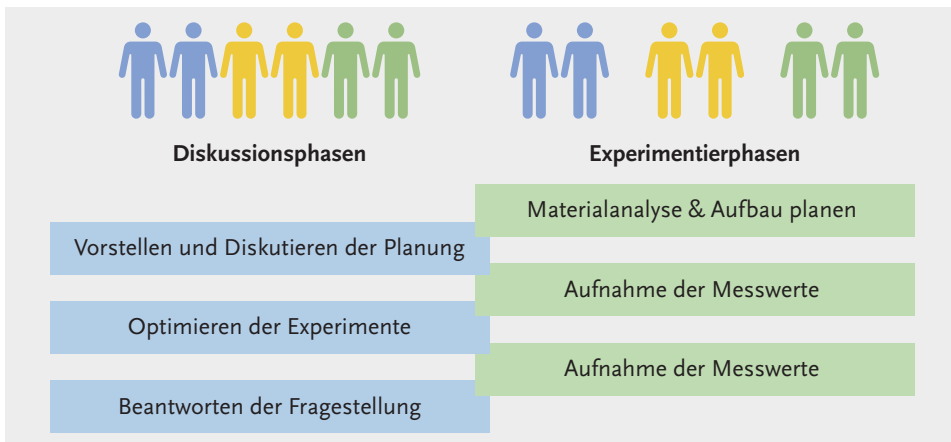 Diskussionsphasen
Experimentierphasen
Materialanalyse & Aufbau planen
Vorstellen und Diskutieren der Planung
Aufnahme der Messwerte
Optimieren der Experimente
Aufnahme der Messwerte
Beantworten der Fragestellung